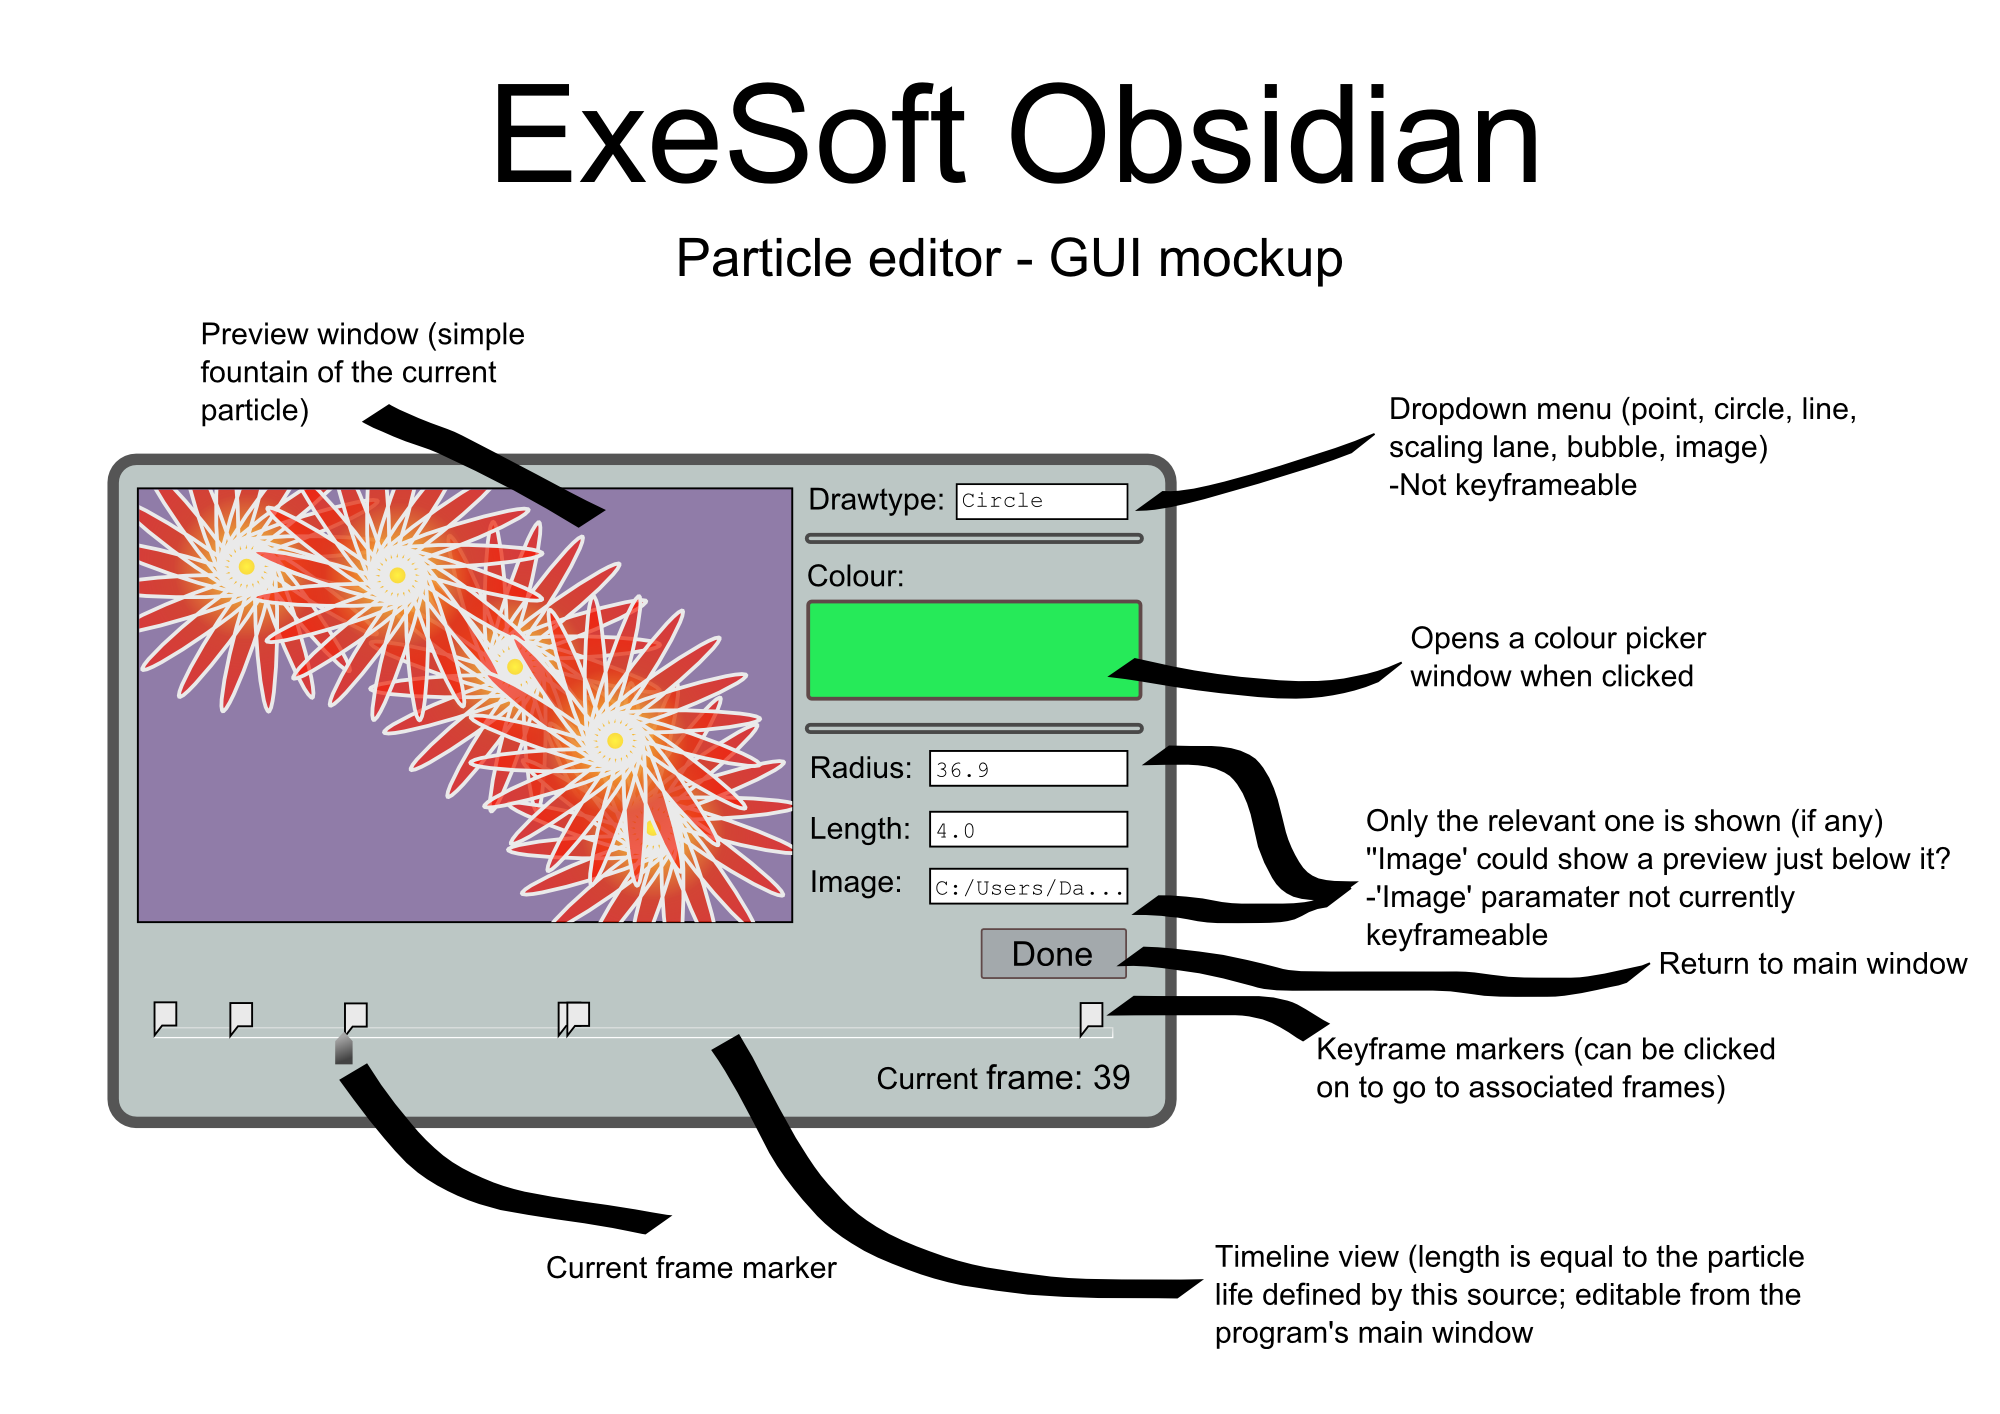 ExeSoft Obsidian
Particle editor - GUI mockup
Preview window (simple
fountain of the current
particle)
Dropdown menu (point, circle, line,
scaling lane, bubble, image)
-Not keyframeable
Drawtype: Circle
Colour:
Opens a colour picker
window when clicked
Radius: 36.9
Length: 4.0
Image: C:/Users/Da...
Only the relevant one is shown (if any)
"Image' could show a preview just below it?
-'Image' paramater not currently
keyframeable
Done
Return to main window
Keyframe markers (can be clicked
on to go to associated frames)
Current frame: 39
Current frame marker
Timeline view (length is equal to the particle
life defined by this source; editable from the
program's main window